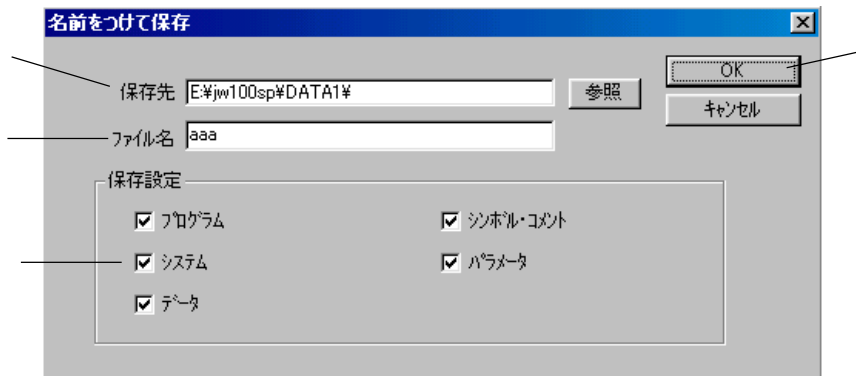 名前をつけて保存
保存先 E:¥jw100sp¥DATA1¥ 参照 OK
キャンセル
ファイル名 aaa
保存設定
プログラム シンボル・コメント
システム パラメータ
データ